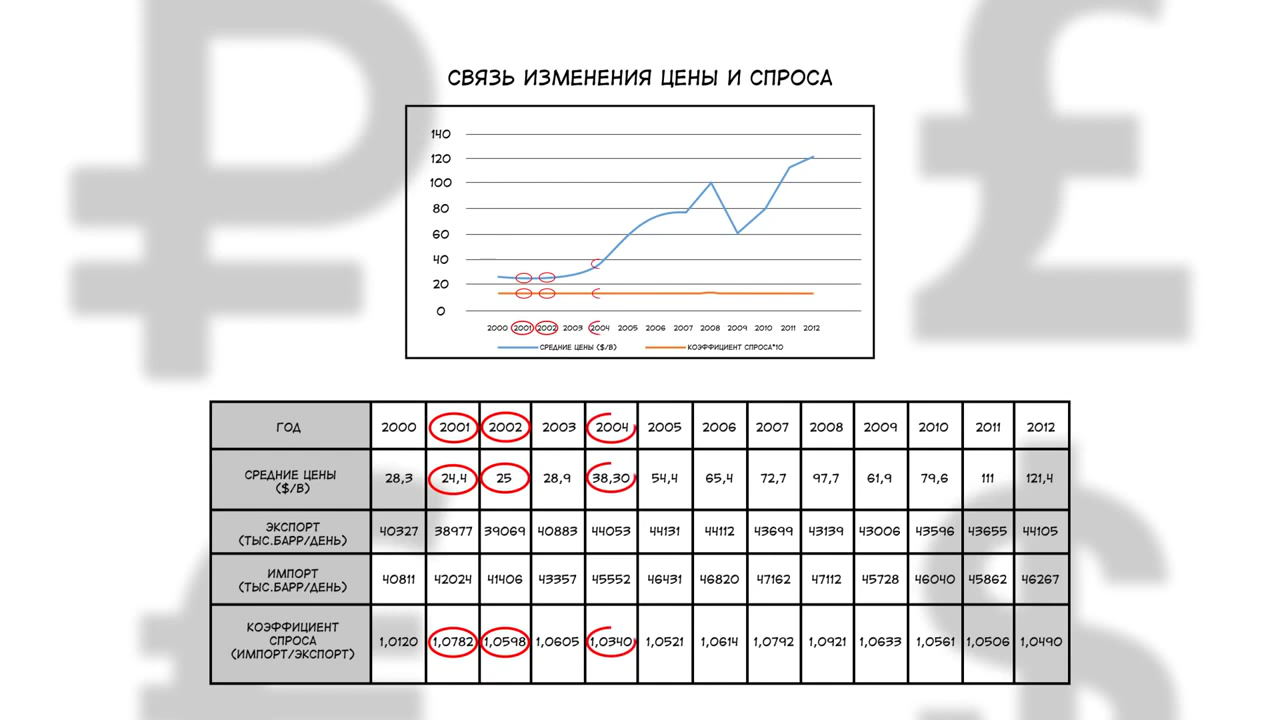 СВЯЗЬ ИЗМЕНЕНИЯ ЦЕНЫ И СПРОСА
140
120
100
80
60
40
20
0
2000 2001 2002 2003 2004 2005 2006 2007 2008 2009 2010 2011 2012
СРЕДНИЕ ЦЕНЫ ($/B) КОЭФФИЦИЕНТ СПРОСА*10
ГОД 2000 2001 2002 2003 2004 2005 2006 2007 2008 2009 2010 2011 2012
СРЕДНИЕ ЦЕНЫ
($/B) 28,3 24,4 25 28,9 38,30 54,4 65,4 72,7 97,7 61,9 79,6 111 121,4
ЭКСПОРТ
(ТЫС.БАРР/ДЕНЬ) 40327 38977 39069 40883 44053 44131 44112 43699 43139 43006 43596 43655 44105
ИМПОРТ
(ТЫС.БАРР/ДЕНЬ) 40811 42024 41406 43357 45552 46431 46820 47162 47112 45728 46040 45862 46267
КОЭФФИЦИЕНТ
СПРОСА
(ИМПОРТ/ЭКСПОРТ) 1,0120 1,0782 1,0598 1,0605 1,0340 1,0521 1,0614 1,0792 1,0921 1,0633 1,0561 1,0506 1,0490